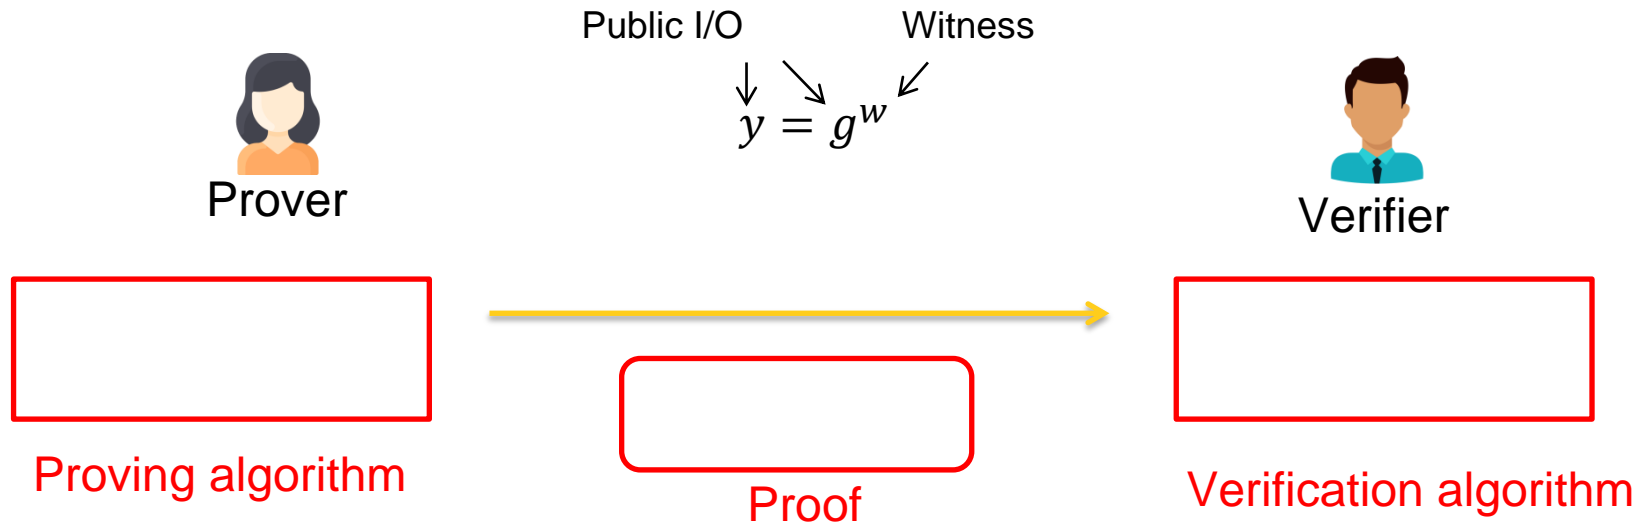 Public I/O Witness
y = g^w
Prover
Verifier
Proving algorithm
Proof
Verification algorithm